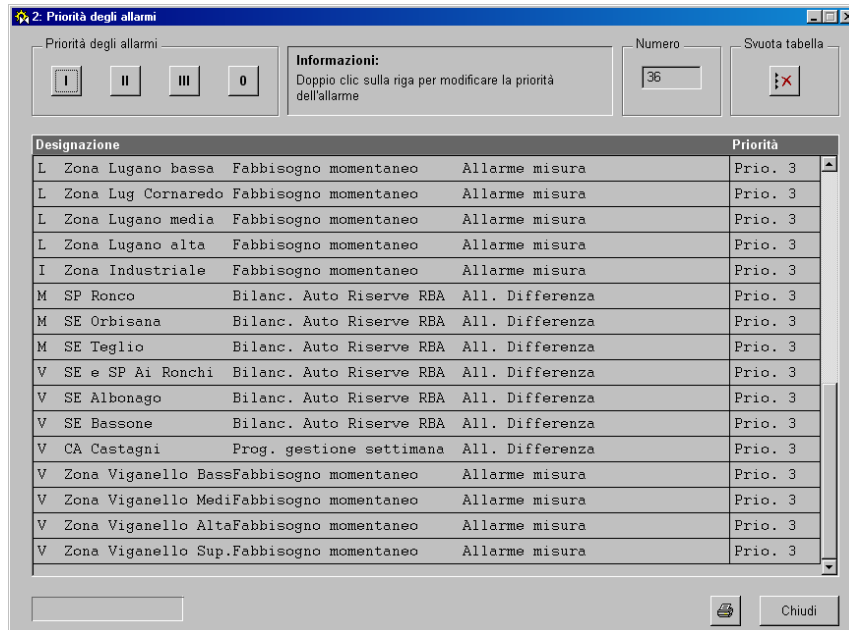 2: Priorità degli allarmi
Priorità degli allarmi
I II III 0
Informazioni:
Doppio clic sulla riga per modificare la priorità
dell'allarme
Numero
36
Svuota tabella
Designazione Priorità
L Zona Lugano bassa Fabbisogno momentaneo Allarme misura Prio. 3
L Zona Lug Cornaredo Fabbisogno momentaneo Allarme misura Prio. 3
L Zona Lugano media Fabbisogno momentaneo Allarme misura Prio. 3
L Zona Lugano alta Fabbisogno momentaneo Allarme misura Prio. 3
I Zona Industriale Fabbisogno momentaneo Allarme misura Prio. 3
M SP Ronco Bilanc. Auto Riserve RBA All. Differenza Prio. 3
M SE Orbisana Bilanc. Auto Riserve RBA All. Differenza Prio. 3
M SE Teglio Bilanc. Auto Riserve RBA All. Differenza Prio. 3
V SE e SP Ai Ronchi Bilanc. Auto Riserve RBA All. Differenza Prio. 3
V SE Albonago Bilanc. Auto Riserve RBA All. Differenza Prio. 3
V SE Bassone Bilanc. Auto Riserve RBA All. Differenza Prio. 3
V CA Castagni Prog. gestione settimana All. Differenza Prio. 3
V Zona Viganello BassFabbisogno momentaneo Allarme misura Prio. 3
V Zona Viganello MediFabbisogno momentaneo Allarme misura Prio. 3
V Zona Viganello AltaFabbisogno momentaneo Allarme misura Prio. 3
V Zona Viganello Sup.Fabbisogno momentaneo Allarme misura Prio. 3
Chiudi